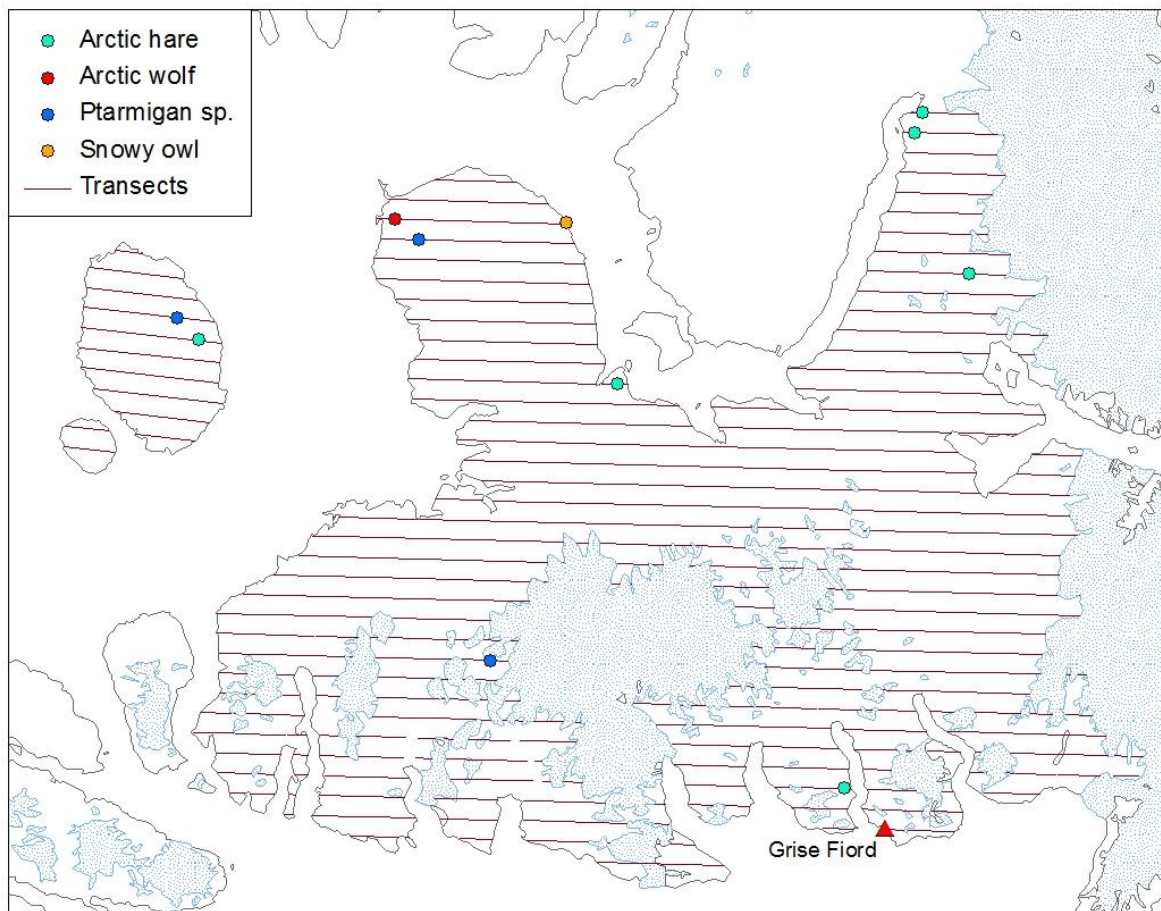 Arctic hare
Arctic wolf
Ptarmigan sp.
Snowy owl
Transects
Grise Fiord